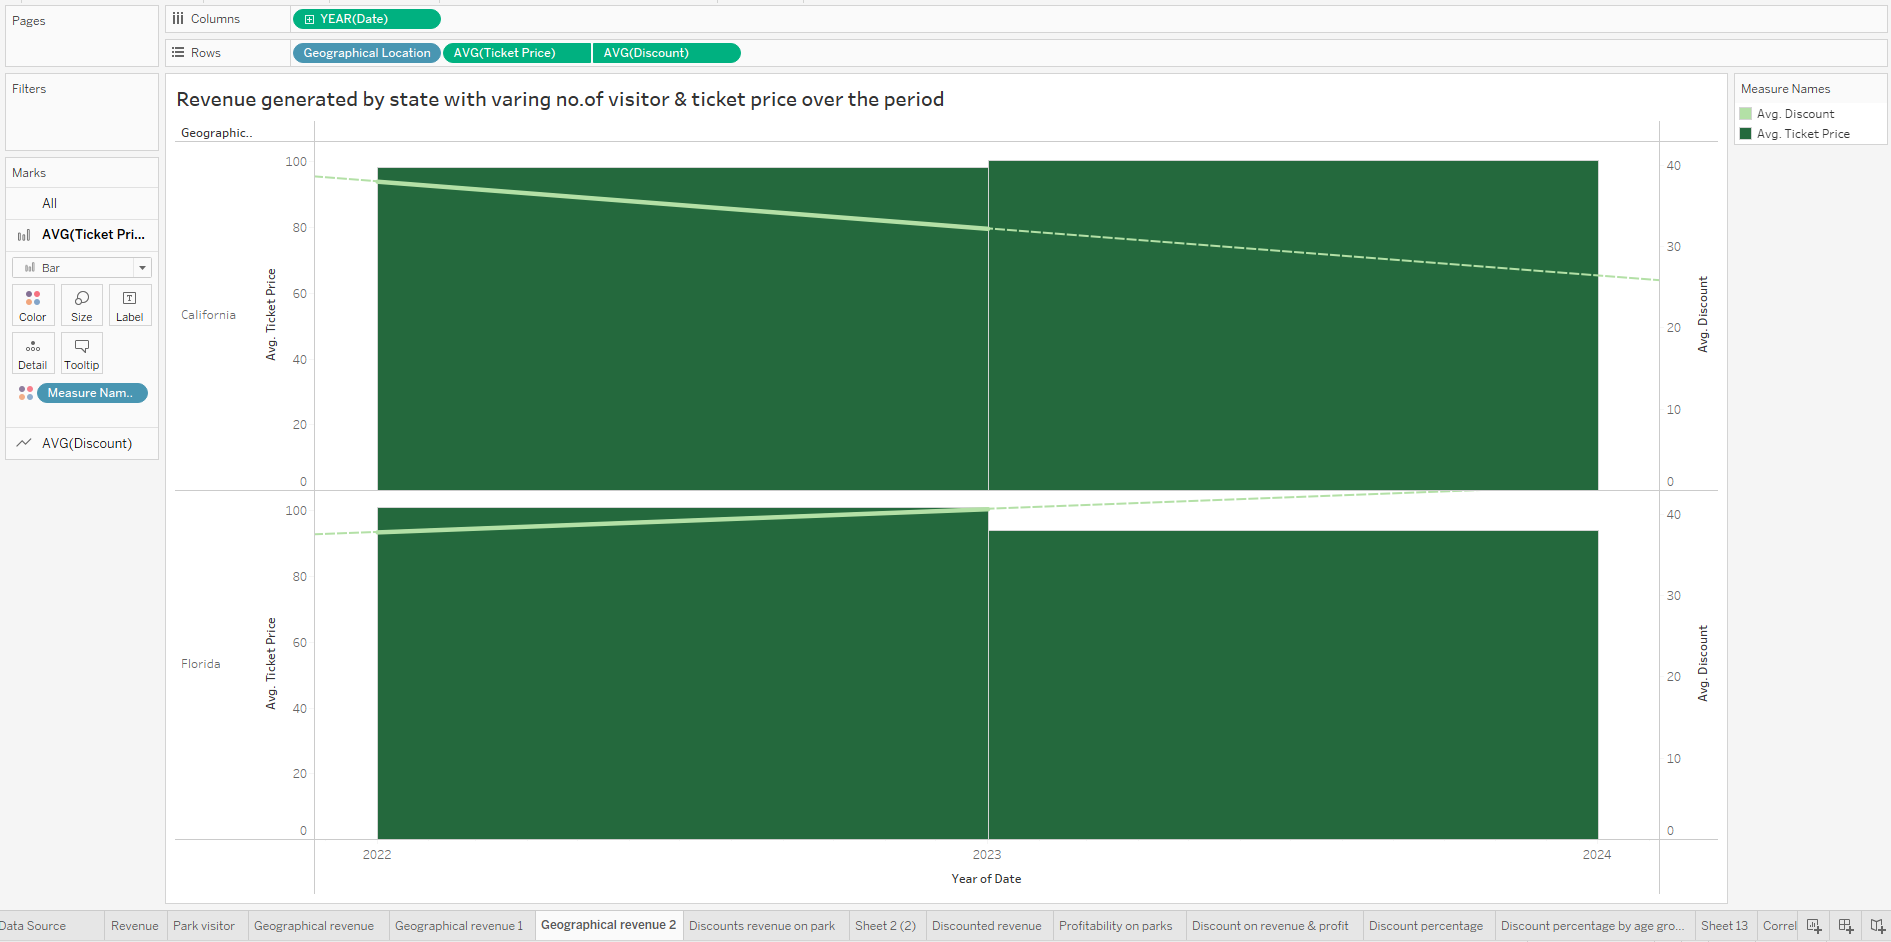 Pages
Columns
YEAR(Date)
Rows
Geographical Location
AVG(Ticket Price)
AVG(Discount)
Filters
Marks
All
AVG(Ticket Pri...
Bar
Color
Size
Label
Detail
Tooltip
Measure Nam..
AVG(Discount)
Revenue generated by state with varing no.of visitor & ticket price over the period
Geographic..
California
Avg. Ticket Price
100
80
60
40
20
0
40
30
20
10
0
Avg. Discount
Florida
Avg. Ticket Price
100
80
60
40
20
0
40
30
20
10
0
Avg. Discount
2022
2023
2024
Year of Date
Measure Names
Avg. Discount
Avg. Ticket Price
Data Source
Revenue
Park visitor
Geographical revenue
Geographical revenue 1
Geographical revenue 2
Discounts revenue on park
Sheet 2 (2)
Discounted revenue
Profitability on parks
Discount on revenue & profit
Discount percentage
Discount percentage by age gro...
Sheet 13
Correl